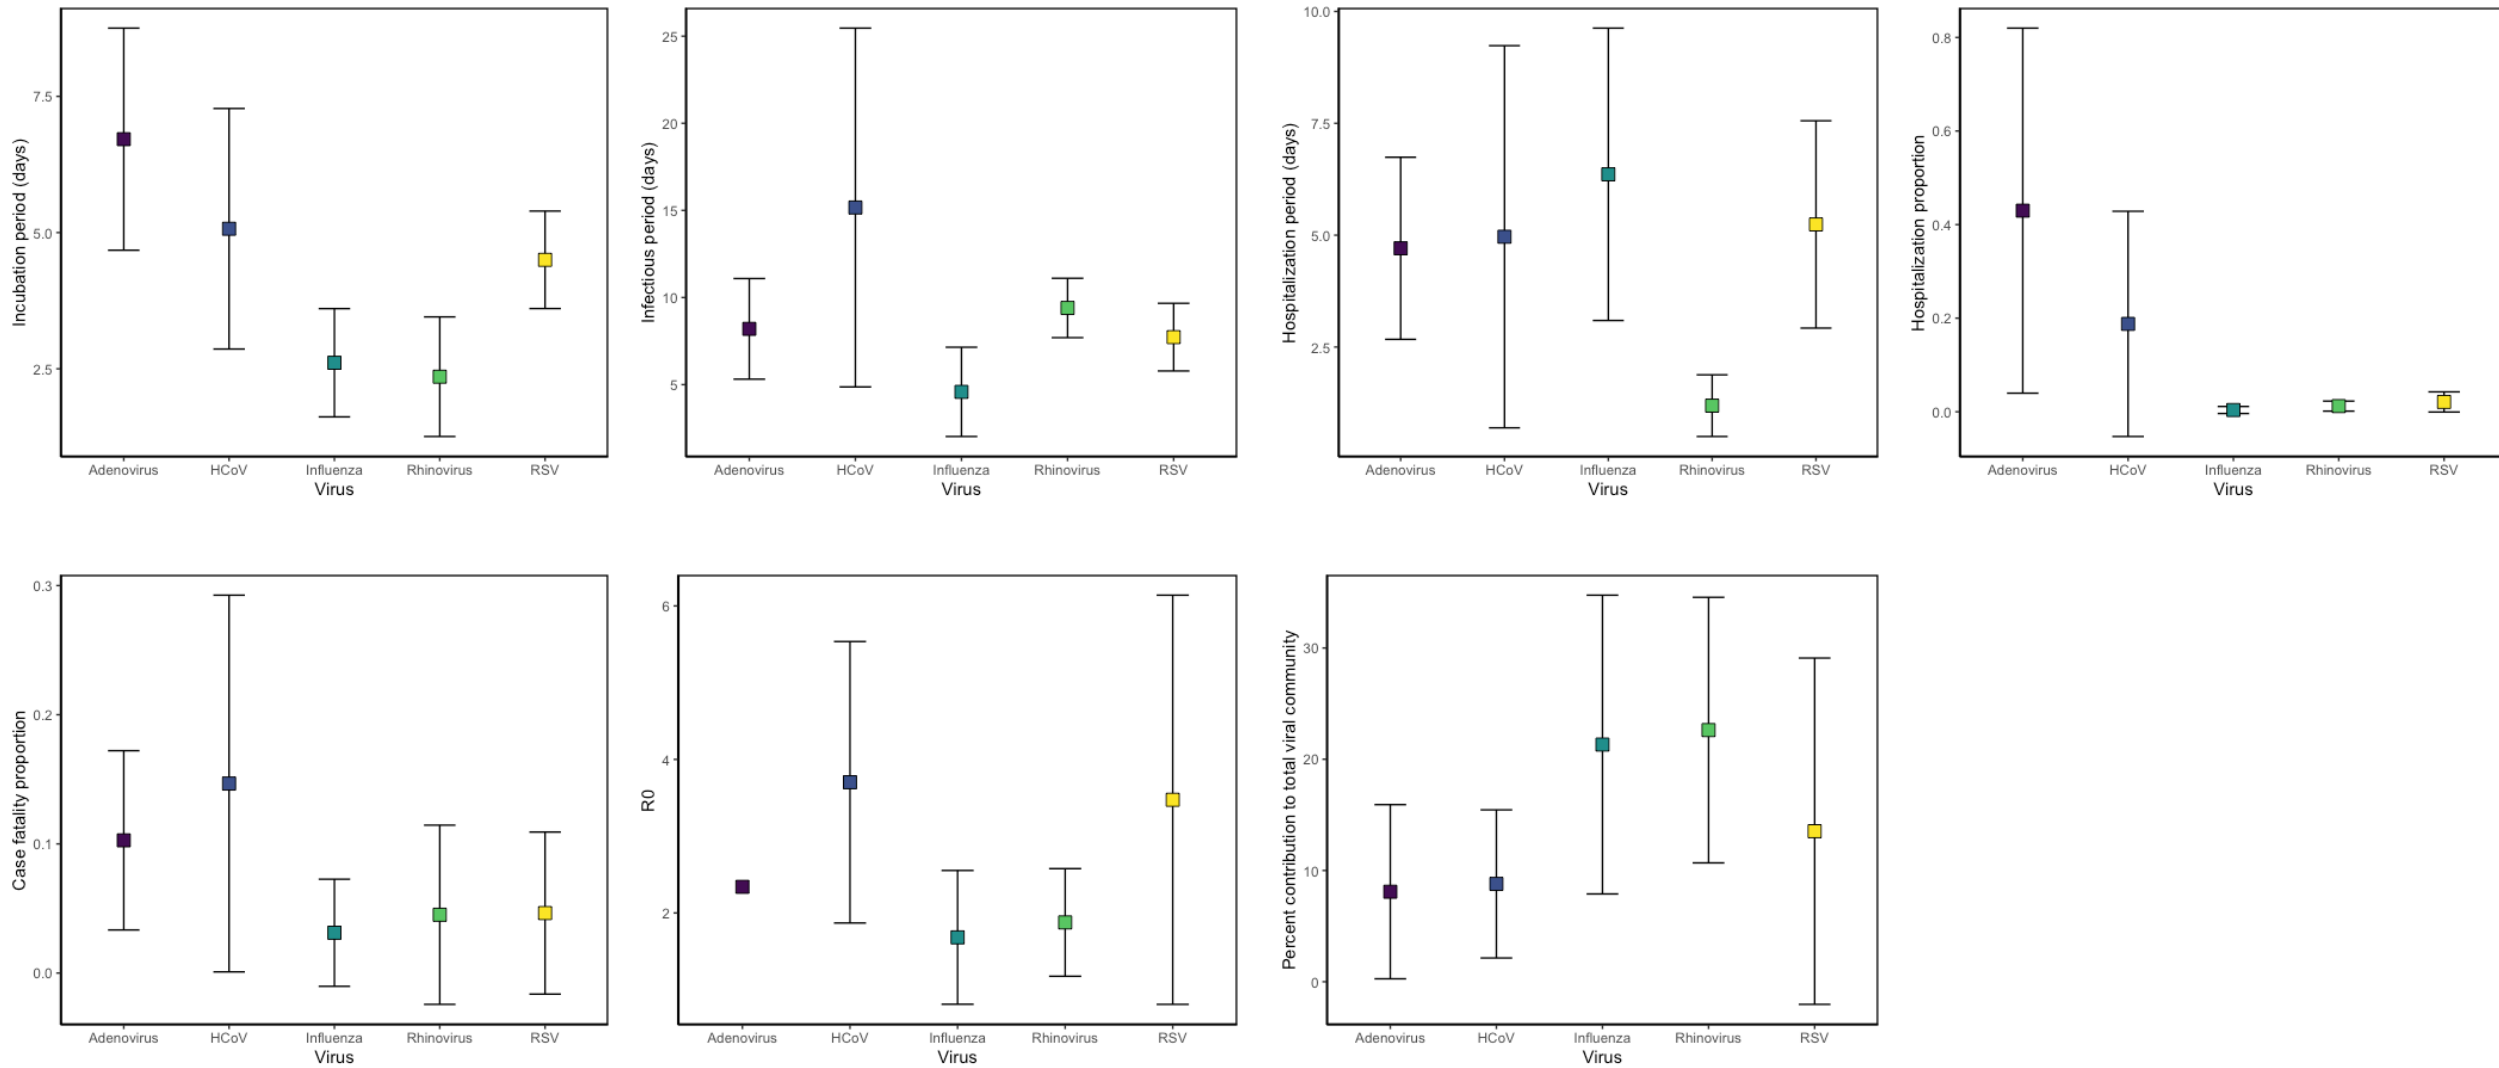 Incubation period (days)
7.5
5.0
2.5
Adenovirus HCoV Influenza Rhinovirus RSV
Virus
Infectious period (days)
25
20
15
10
5
Adenovirus HCoV Influenza Rhinovirus RSV
Virus
Hospitalization period (days)
10.0
7.5
5.0
2.5
Adenovirus HCoV Influenza Rhinovirus RSV
Virus
Hospitalization proportion
0.8
0.6
0.4
0.2
0.0
Adenovirus HCoV Influenza Rhinovirus RSV
Virus
Case fatality proportion
0.3
0.2
0.1
0.0
Adenovirus HCoV Influenza Rhinovirus RSV
Virus
R0
6
4
2
Adenovirus HCoV Influenza Rhinovirus RSV
Virus
Percent contribution to total viral community
30
20
10
0
Adenovirus HCoV Influenza Rhinovirus RSV
Virus